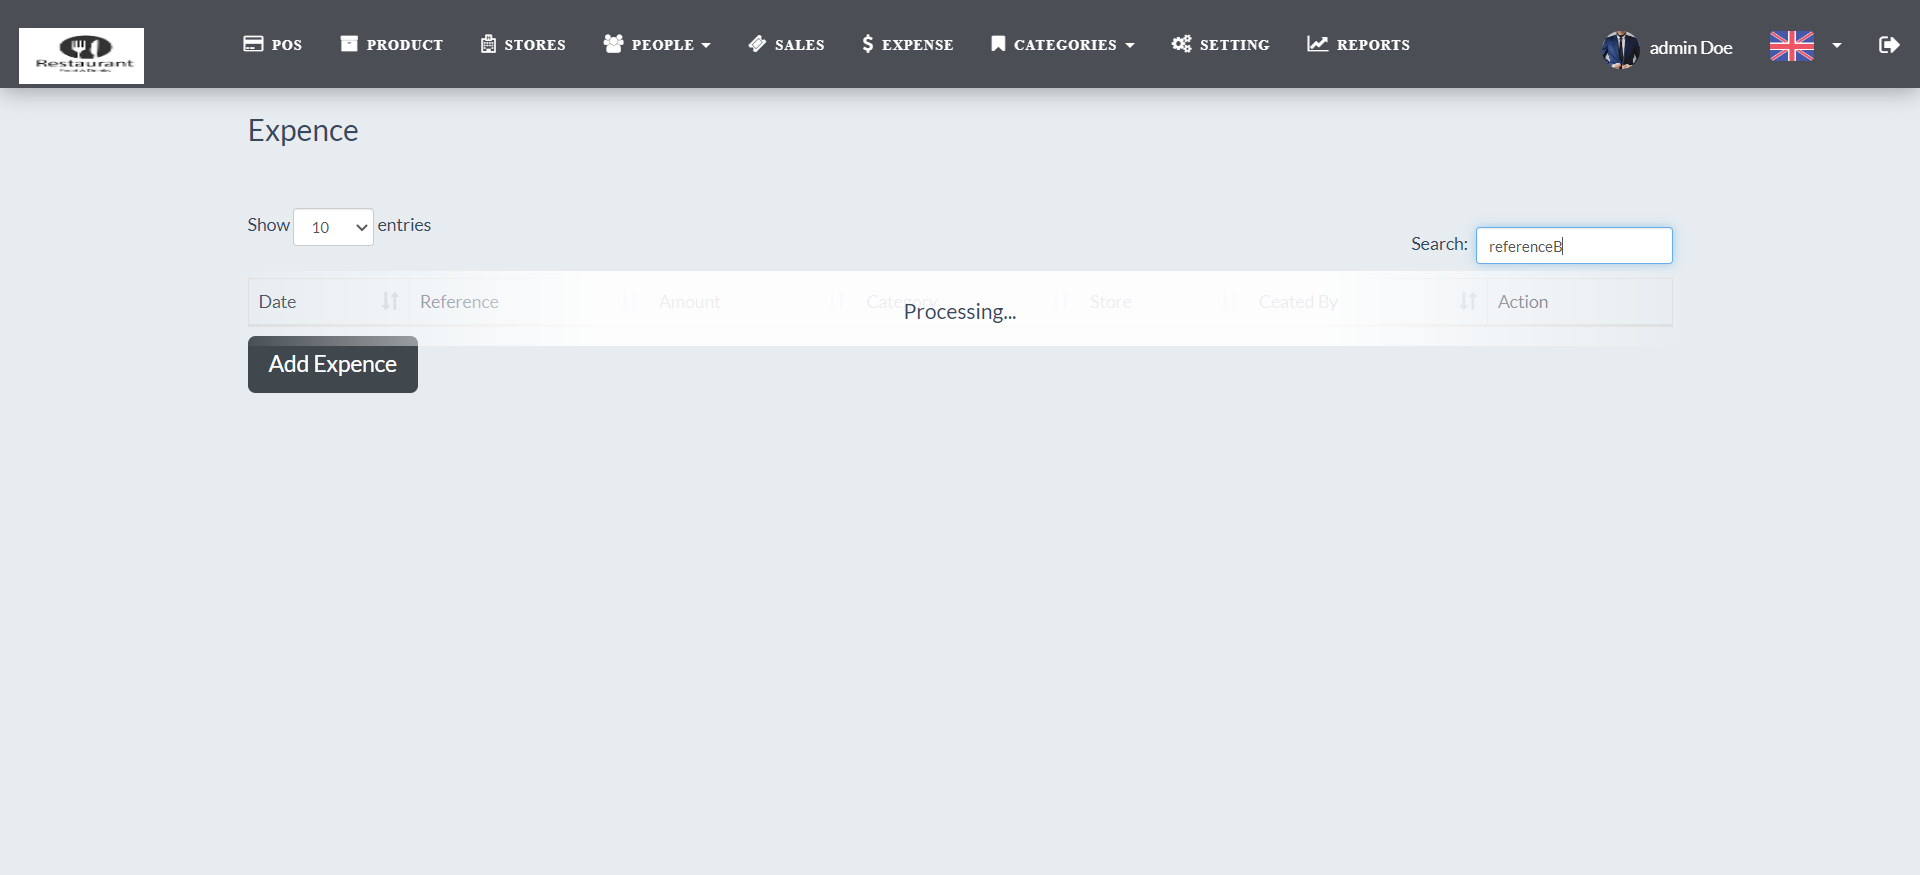 Restaurant
POS
PRODUCT
STORES
PEOPLE
SALES
EXPENSE
CATEGORIES
SETTING
REPORTS
admin Doe
Expence
Show 10 entries
Search: referenceB
Date
Reference
Amount
Category
Store
Ceated By
Action
Processing...
Add Expence